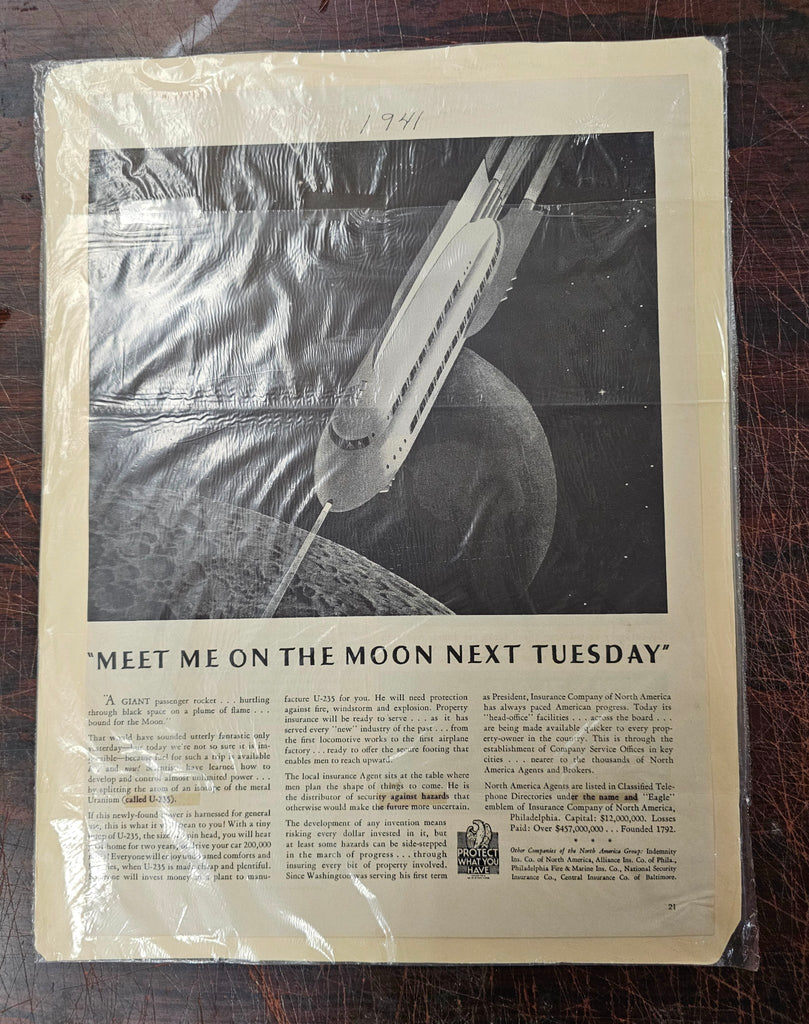 1941
"MEET ME ON THE MOON NEXT TUESDAY"
"A GIANT passenger rocket . . . hurtling
through black space on a plume of flame . . .
bound for the Moon."
That would have sounded utterly fantastic only
yesterday—but today we're not so sure it is im-
possible—because fuel for such a trip is available
now! Scientists have learned how to
develop and control almost unlimited power . . .
by splitting the atom of an isotope of the metal
Uranium (called U-235).
If this newly-found power is harnessed for general
use, this is what it will mean to you! With a tiny
of U-235, the size of a pin head, you will heat
home for two years, or drive your car 200,000
Everyone will enjoy undreamed comforts and
when U-235 is made cheap and plentiful.
Someone will invest money in a plant to manu-
facture U-235 for you. He will need protection
against fire, windstorm and explosion. Property
insurance will be ready to serve . . . as it has
served every "new" industry of the past . . . from
the first locomotive works to the first airplane
factory . . . ready to offer the secure footing that
enables men to reach upward.
The local insurance Agent sits at the table where
men plan the shape of things to come. He is
the distributor of security against hazards that
otherwise would make the future more uncertain.
The development of any invention means
risking every dollar invested in it, but
at least some hazards can be side-stepped
in the march of progress . . . through
insuring every bit of property involved.
Since Washington was serving his first term
as President, Insurance Company of North America
has always paced American progress. Today its
"head-office" facilities . . . across the board . . .
are being made available quicker to every prop-
erty-owner in the country. This is through the
establishment of Company Service Offices in key
cities . . . nearer to the thousands of North
America Agents and Brokers.
North America Agents are listed in Classified Tele-
phone Directories under the name and "Eagle"
emblem of Insurance Company of North America,
Philadelphia. Capital: $12,000,000. Losses
Paid: Over $457,000,000 . . . Founded 1792.
* * * *
Other Companies of the North America Group: Indemnity
Ins. Co. of North America, Alliance Ins. Co. of Phila.,
Philadelphia Fire & Marine Ins. Co., National Security
Insurance Co., Central Insurance Co. of Baltimore.
PROTECT
WHAT YOU
HAVE
21